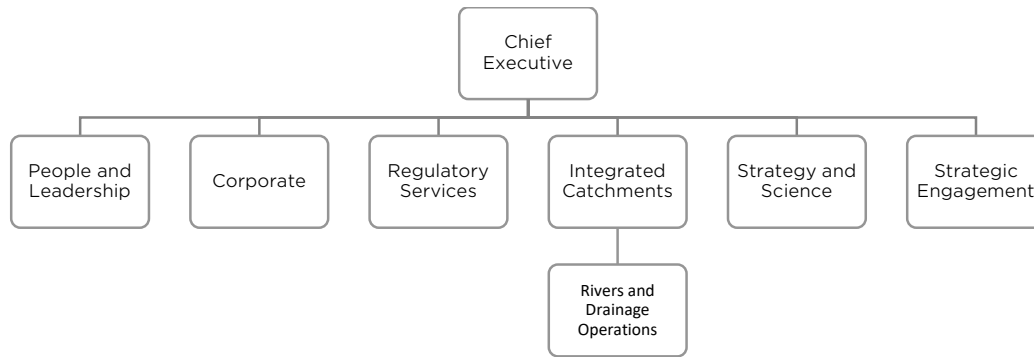 Chief
Executive
People and
Leadership
Corporate
Regulatory
Services
Integrated
Catchments
Strategy and
Science
Strategic
Engagement
Rivers and
Drainage
Operations